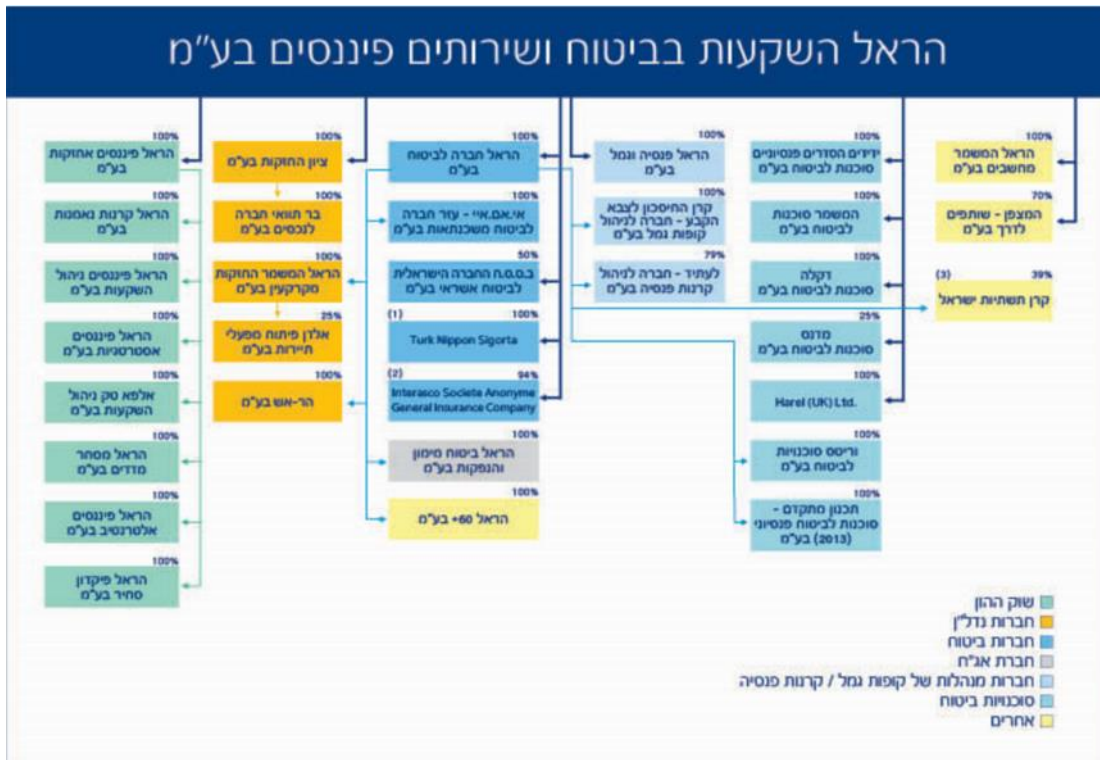 הראל השקעות בביטוח ושירותים פיננסים בע"מ
100%
הראל המשמר
מחשבים בע"מ
70%
המצפן - שותפים
לדרך בע"מ
39%
(3)
קרן תשתיות ישראל
100%
ידידים הסדרים פנסיוניים
סוכנות לביטוח בע"מ
100%
המשמר סוכנות
לביטוח בע"מ
100%
דקלה
סוכנות לביטוח בע"מ
25%
מדנס
סוכנות לביטוח בע"מ
100%
Harel (UK) Ltd.
100%
וריטס סוכנויות
לביטוח בע"מ
100%
תכנון מתקדם -
סוכנות לביטוח פנסיוני
(2013) בע"מ
100%
הראל פנסיה וגמל
בע"מ
100%
קרן החיסכון לצבא
הקבע - חברה לניהול
קופות גמל בע"מ
79%
לעתיד - חברה לניהול
קרנות פנסיה בע"מ
100%
הראל חברה לביטוח
בע"מ
100%
אי.אם.איי - עזר חברה
לביטוח משכנתאות בע"מ
50%
ב.ס.ס.ח החברה הישראלית
לביטוח אשראי בע"מ
100%
(1)
Turk Nippon Sigorta
94%
(2)
Interasco Societe Anonyme
General Insurance Company
100%
הראל ביטוח מימון
והנפקות בע"מ
100%
הראל 60+ בע"מ
100%
ציון החזקות בע"מ
100%
בר תוואי חברה
לנכסים בע"מ
100%
הראל המשמר החזקות
מקרקעין בע"מ
25%
אלדן פיתוח מפעלי
תיירות בע"מ
100%
הר-אש בע"מ
100%
הראל פיננסים אחזקות
בע"מ
100%
הראל קרנות נאמנות
בע"מ
100%
הראל פיננסים ניהול
השקעות בע"מ
100%
הראל פיננסים
אסטרטגיות בע"מ
100%
אלפא טק ניהול
השקעות בע"מ
100%
הראל מסחר
מדדים בע"מ
100%
הראל פיננסים
אלטרנטיב בע"מ
100%
הראל פיקדון
סחיר בע"מ
שוק ההון
חברות נדל"ן
חברות ביטוח
חברת אג"ח
חברות מנהלות של קופות גמל / קרנות פנסיה
סוכנויות ביטוח
אחרים